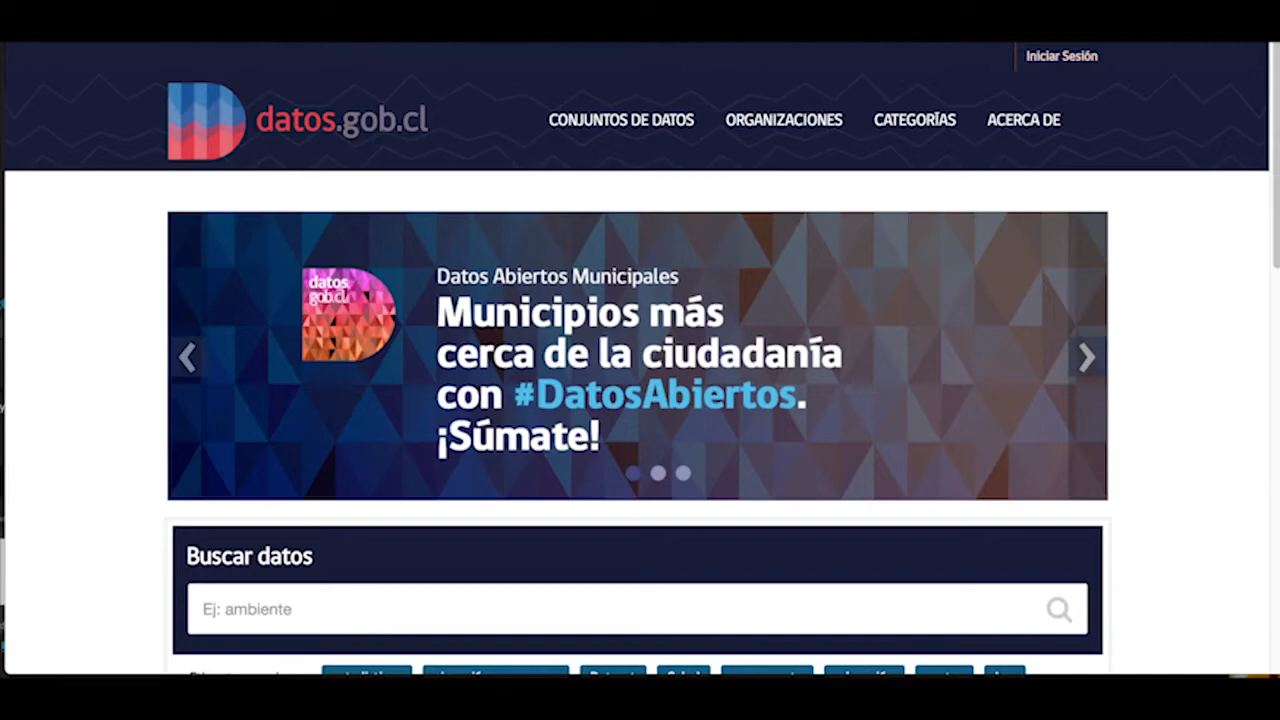 Iniciar Sesión
datos.gob.cl
CONJUNTOS DE DATOS
ORGANIZACIONES
CATEGORÍAS
ACERCA DE
datos.
gob.cl
Datos Abiertos Municipales
Municipios más
cerca de la ciudadanía
con #DatosAbiertos.
¡Súmate!
Buscar datos
Ej: ambiente